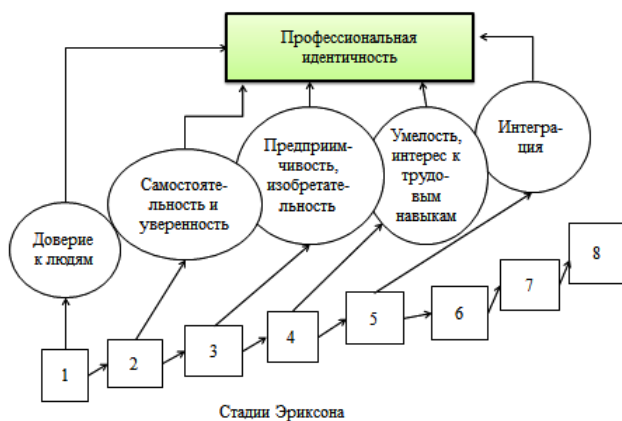 Профессиональная
идентичность
Умелость,
интерес к
трудо-
вым
навыкам
Интегра-
ция
Предприим-
чивость,
изобретате-
льность
Самостояте-
льность и
уверенность
Доверие
к людям
1
2
3
4
5
6
7
8
Стадии Эриксона